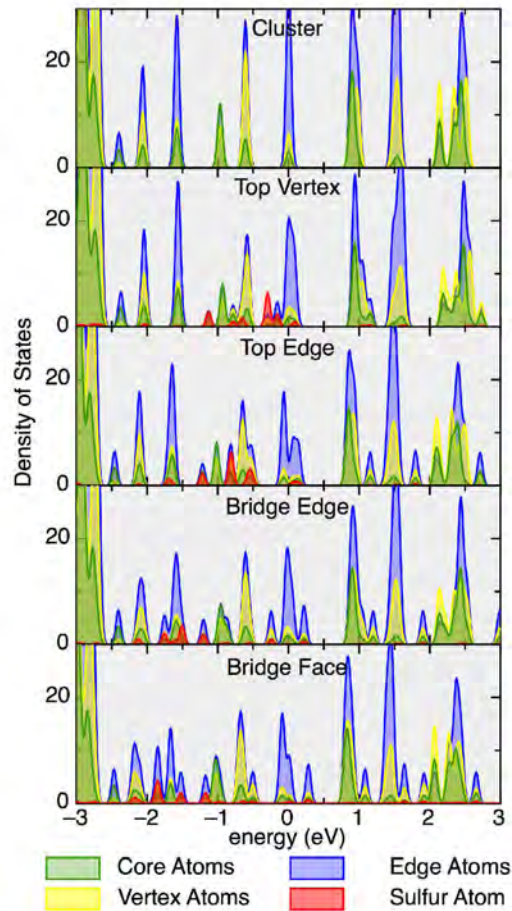 20
Cluster
0
Top Vertex
20
0
Top Edge
20
0
Bridge Edge
20
0
Bridge Face
20
0
Density of States
−3 −2 −1 0 1 2 3
energy (eV)
Core Atoms Edge Atoms
Vertex Atoms Sulfur Atom